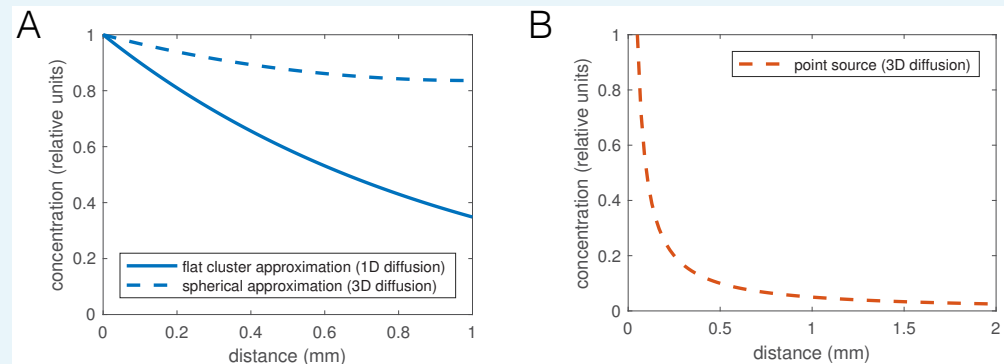 A
concentration (relative units)
1
0.8
0.6
0.4
0.2
0
flat cluster approximation (1D diffusion)
spherical approximation (3D diffusion)
0 0.2 0.4 0.6 0.8 1
distance (mm)
B
concentration (relative units)
1
0.8
0.6
0.4
0.2
0
point source (3D diffusion)
0 0.5 1 1.5 2
distance (mm)